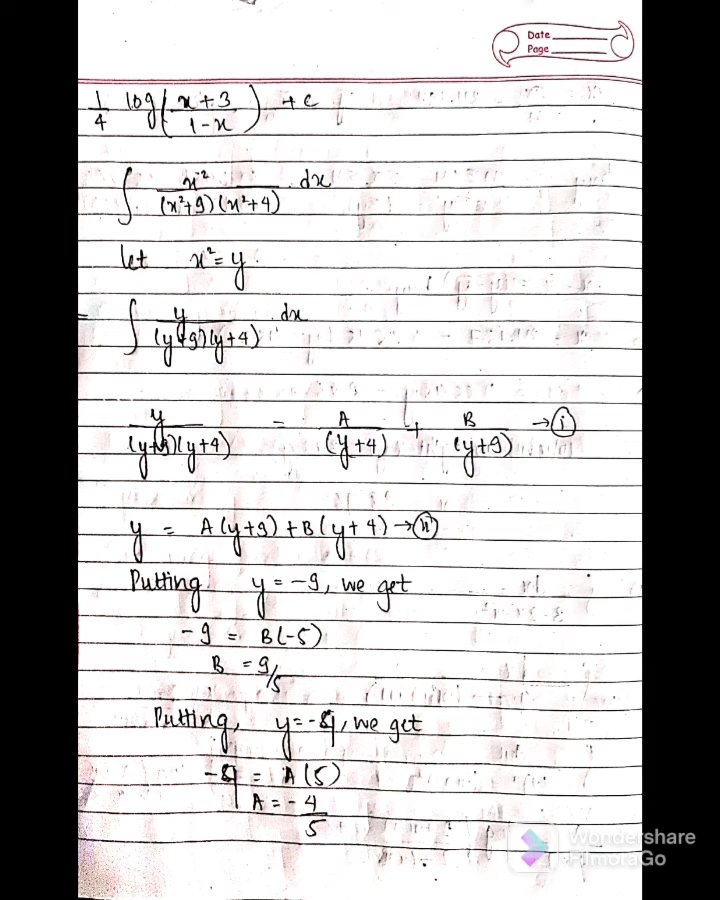 Date
Page
1/4 log((x+3)/(1-x)) + c
∫ x²/((x²+9)(x²+4)) dx
let x² = y
= ∫ y/((y+9)(y+4)) dx
y/((y+9)(y+4)) = A/(y+4) + B/(y+9) → (i)
y = A(y+9) + B(y+4) → (ii)
Putting y = -9, we get
-9 = B(-5)
B = 9/5
Putting, y = -4, we get
-4 = A(5)
A = -4/5
Wondershare
FilmoraGo